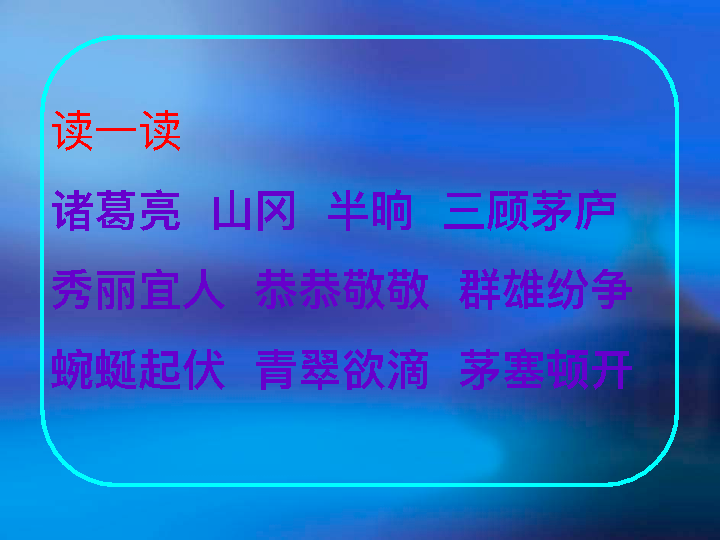 读一读
诸葛亮 山冈 半晌 三顾茅庐
秀丽宜人 恭恭敬敬 群雄纷争
蜿蜒起伏 青翠欲滴 茅塞顿开